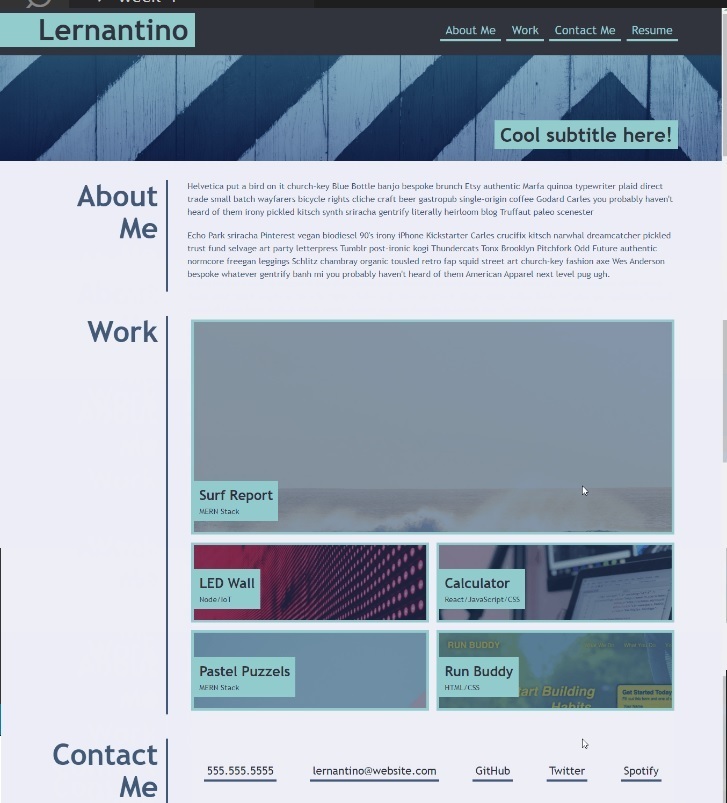 Lernantino
About Me Work Contact Me Resume
Cool subtitle here!
About
Me
Helvetica put a bird on it church-key Blue Bottle banjo bespoke brunch Etsy authentic Marfa quinoa typewriter plaid direct
trade small batch wayfarers bicycle rights cliche craft beer gastropub single-origin coffee Godard Carles you probably haven't
heard of them irony pickled kitsch synth sriracha gentrify literally heirloom blog Truffaut paleo scenester
Echo Park sriracha Pinterest vegan biodiesel 90's irony iPhone Kickstarter Carles crucifix kitsch narwhal dreamcatcher pickled
trust fund selvage art party letterpress Tumblr post-ironic kogi Thundercats Tonx Brooklyn Pitchfork Odd Future authentic
normcore freegan leggings Schlitz chambray organic tousled retro fap squid street art church-key fashion axe Wes Anderson
bespoke whatever gentrify banh mi you probably haven't heard of them American Apparel next level pug ugh.
Work
Surf Report
MERN Stack
LED Wall
Node/IoT
Calculator
React/JavaScript/CSS
Pastel Puzzels
MERN Stack
RUN BUDDY
Run Buddy
HTML/CSS
Building
Habits
Get Started Today
Contact
Me
555.555.5555 lernantino@website.com GitHub Twitter Spotify